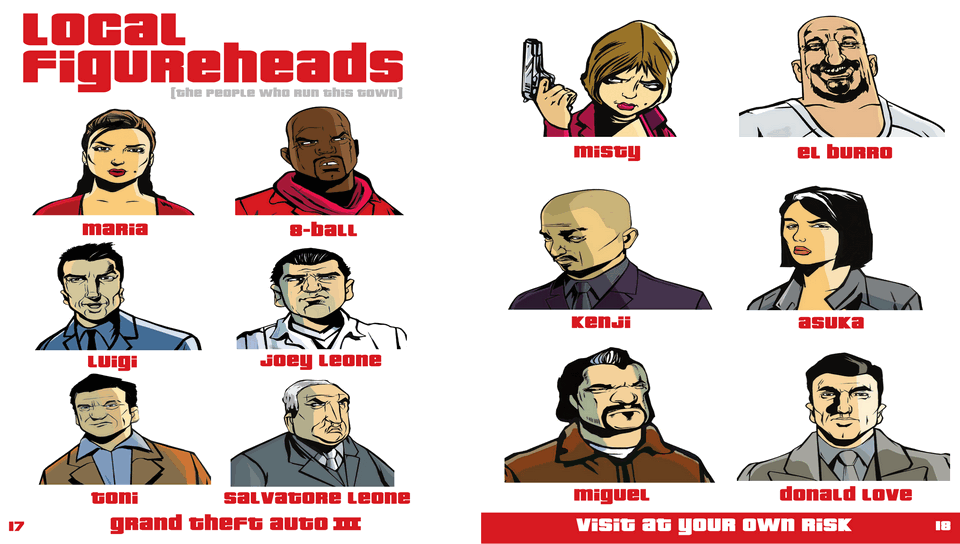 Local
Figureheads
[the people who run this town]
Maria
8-Ball
Luigi
Joey Leone
Toni
Salvatore Leone
17
Grand Theft Auto III
Misty
El Burro
Kenji
Asuka
Miguel
Donald Love
Visit at your own risk
18